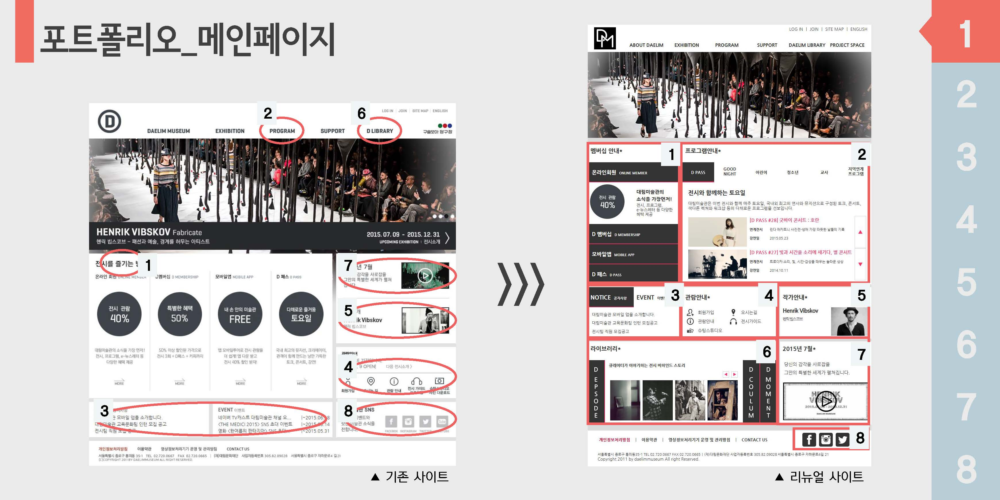 포트폴리오_메인페이지
1
2
3
4
5
6
7
8
D
LOG IN | JOIN | SITE MAP | ENGLISH
2
6
DAELIM MUSEUM
EXHIBITION
PROGRAM
SUPPORT
D LIBRARY
구슬모아 당구장
HENRIK VIBSKOV Fabricate
헨릭 빕스코브 – 패션과 예술, 경계를 허무는 아티스트
2015. 07. 09 - 2015. 12. 31
UPCOMING EXHIBITION | 전시소개
전시를 즐기는
1
온라인 회원 ONLINE MEMBER
D멤버십 D MEMBERSHIP
모바일앱 MOBILE APP
D 패스 D PASS
전시 관람
40%
특별한 혜택
50%
내 손 안의 미술관
FREE
다채로운 즐거움
토요일
대림미술관의 소식을 가장 먼저!
전시, 프로그램, e-뉴스레터 등
다양한 혜택 제공
50% 이상 할인된 가격으로
전시 3회 + D패스 + 커피까지
앱 모바일투어로 전시 관람을
더 쉽게! 앱 다운 받고
전시 40% 할인 받자!
국내 최고의 뮤지션, 크리에이터,
관객이 함께 만드는 낭만 가득한
토크, 콘서트, 강연!
MORE
MORE
MORE
MORE
7
년 7월
감각을 사로잡을
그만의 특별한 세계가 펼쳐
집니다
5
개
ik Vibskov
헨릭 빕스코브
관람안내
4
9 OPEN! 다음 전시소개 〉
회원가입
관람 안내
전시 가이드
사진 다운로드
3
모바일 앱을 소개합니다.
대림미술관 교육문화팀 인턴 모집 공고
전시팀 직원 모집 공고
EVENT 이벤트
네이버 TV캐스트 대림미술관 채널 오...
<THE MEDICI 2015> SNS 초대 이벤트
영화 <한여름의 판타지아> SNS 초대...
|~2015.06. 8
|~2015. .14
|~2015.05.31
8
관 SNS
벤트와
미술관 소식을
전합니다.
FACEBOOK INSTAGRAM TWITTER YOUTUBE
개인정보처리방침 이용약관 영상정보처리기기 운영 및 관리방침 CONTACT US
서울특별시 종로구 통의동 35-1 TEL 02.720.0667 FAX 02.720.0665 | (재)대림문화재단 사업자등록번호 305.82.09028 서울특별시 종로구 자하문로4 길21
(C)COPYRIGHT 2011 BY DAELIMMUSEUM ALL RIGHT RESERVED.
▲ 기존 사이트
DM
LOG IN | JOIN | SITE MAP | ENGLISH
ABOUT DAELIM
EXHIBITION
PROGRAM
SUPPORT
DAELIM LIBRARY
PROJECT SPACE
멤버십 안내*
1
온라인회원 ONLINE MEMBER
전시 관람
40%
대림미술관의
소식을 가장먼저!
전시, 프로그램,
e-뉴스레터 등 다양한
혜택 제공
D 멤버십 D MEMBERSHIP
모바일앱 MOBILE APP
D 패스 D PASS
프로그램안내*
2
D PASS
GOOD
NIGHT
어린이
청소년
교사
지역연계
프로그램
전시와 함께하는 토요일
대림미술관은 이번 전시와 함께 매주 토요일, 국내외 최고의 연사와 뮤지션으로 구성된 토크, 콘서트,
색다른 렉쳐와 워크샵 등의 다채로운 프로그램을 선보입니다.
[D PASS #28] 굿바이 콘서트 : 호란
연계전시 린다 매카트니 사진전-생애 가장 따뜻한 날들의 기록
강연일 2015.05.23
[D PASS #27] 빛과 시간을 소리에 새기다, 별 콘서트
연계전시 트로이카:소리, 빛, 시간-감성을 때우는 놀라운 상상
강연일 2014.10.11
NOTICE 공지사항
EVENT
3
대림미술관 모바일 앱을 소개합니다.
대림미술관 교육문화팀 인턴 모집공고
전시팀 직원 모집공고
관람안내*
4
회원가입
오시는길
관람안내
전시가이드
슈팅스튜디오
작가안내*
5
Henrik Vibskov
헨릭빕스코브
라이브러리*
6
D EPSODE
큐레이터가 이야기하는 전시 비하인드 스토리
D COULUM
D MOMENT
2015년 7월*
7
당신의 감각을 사로잡을
그만의 특별한 세계가 펼쳐집니다.
HENRIK
VIBSKOV
DAELIM MUSEUM
8
개인정보처리방침 | 이용약관 | 영상정보처리기기 운영 및 관리방침 | CONTACT US
서울특별시 종로구 통의동35-1 TEL 02.720.0667 FAX 02.720.0665 | (재)대림문화재단 사업자등록번호 305.82.09028 서울특별시 종로구 자하문로4길 21
Copyright 2011 by daelimmuseum All right Reserved.
▲ 리뉴얼 사이트